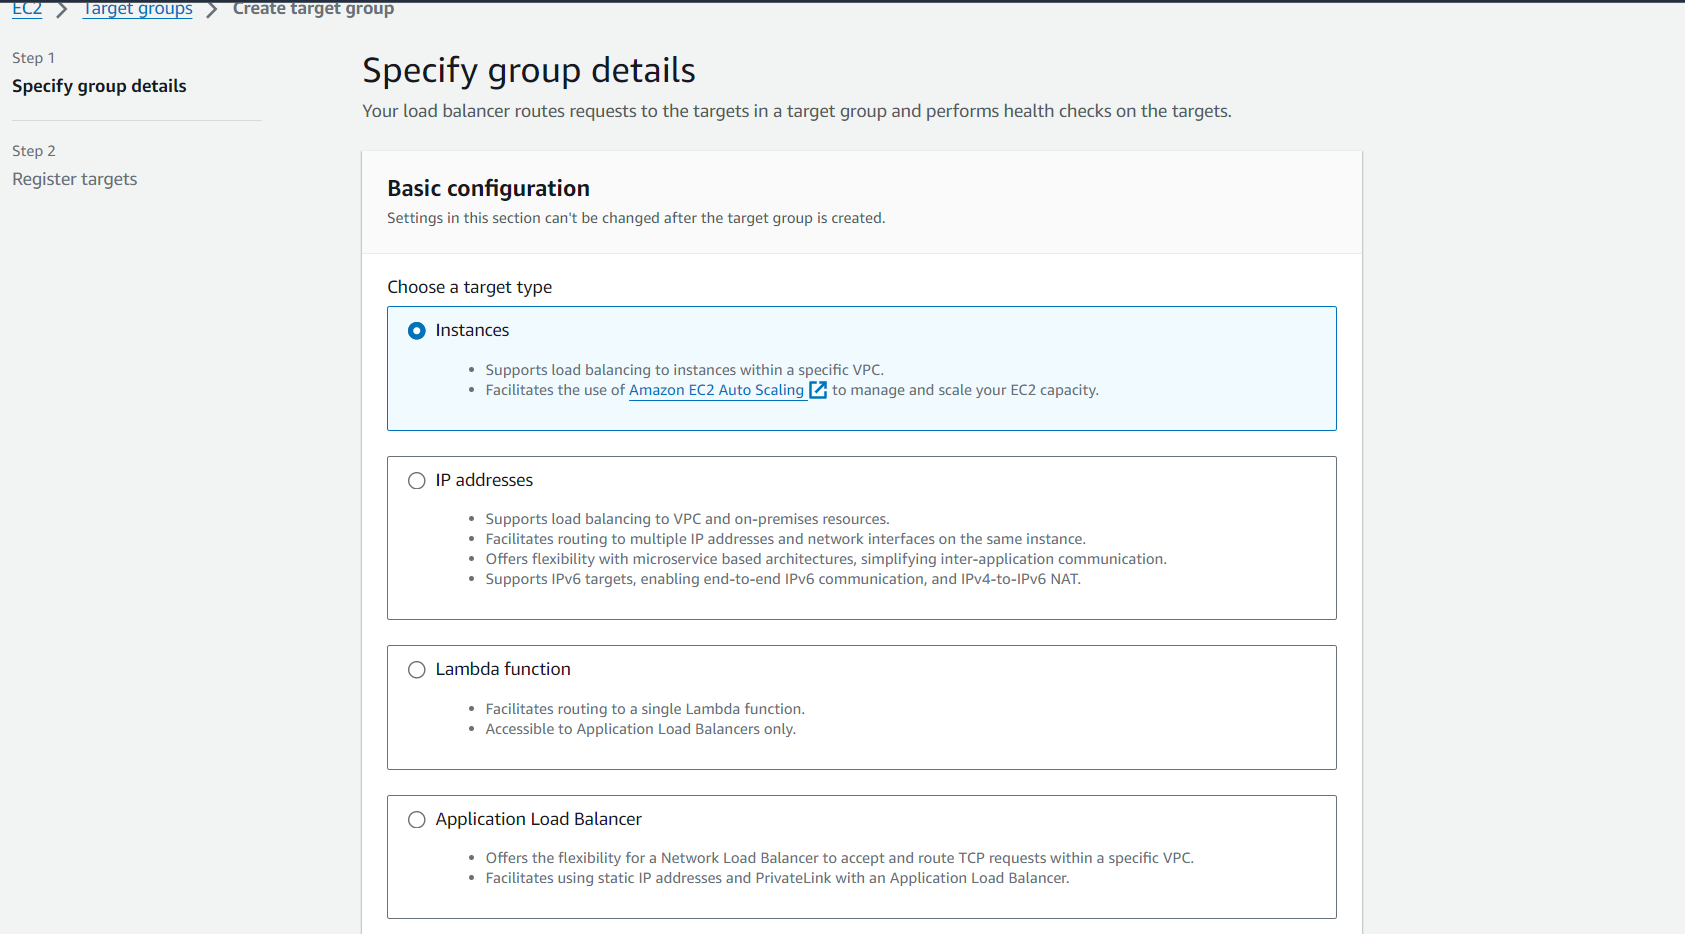 EC2 > Target groups > Create target group
Step 1
Specify group details
Step 2
Register targets
Specify group details
Your load balancer routes requests to the targets in a target group and performs health checks on the targets.
Basic configuration
Settings in this section can't be changed after the target group is created.
Choose a target type
Instances
• Supports load balancing to instances within a specific VPC.
• Facilitates the use of Amazon EC2 Auto Scaling to manage and scale your EC2 capacity.
IP addresses
• Supports load balancing to VPC and on-premises resources.
• Facilitates routing to multiple IP addresses and network interfaces on the same instance.
• Offers flexibility with microservice based architectures, simplifying inter-application communication.
• Supports IPv6 targets, enabling end-to-end IPv6 communication, and IPv4-to-IPv6 NAT.
Lambda function
• Facilitates routing to a single Lambda function.
• Accessible to Application Load Balancers only.
Application Load Balancer
• Offers the flexibility for a Network Load Balancer to accept and route TCP requests within a specific VPC.
• Facilitates using static IP addresses and PrivateLink with an Application Load Balancer.